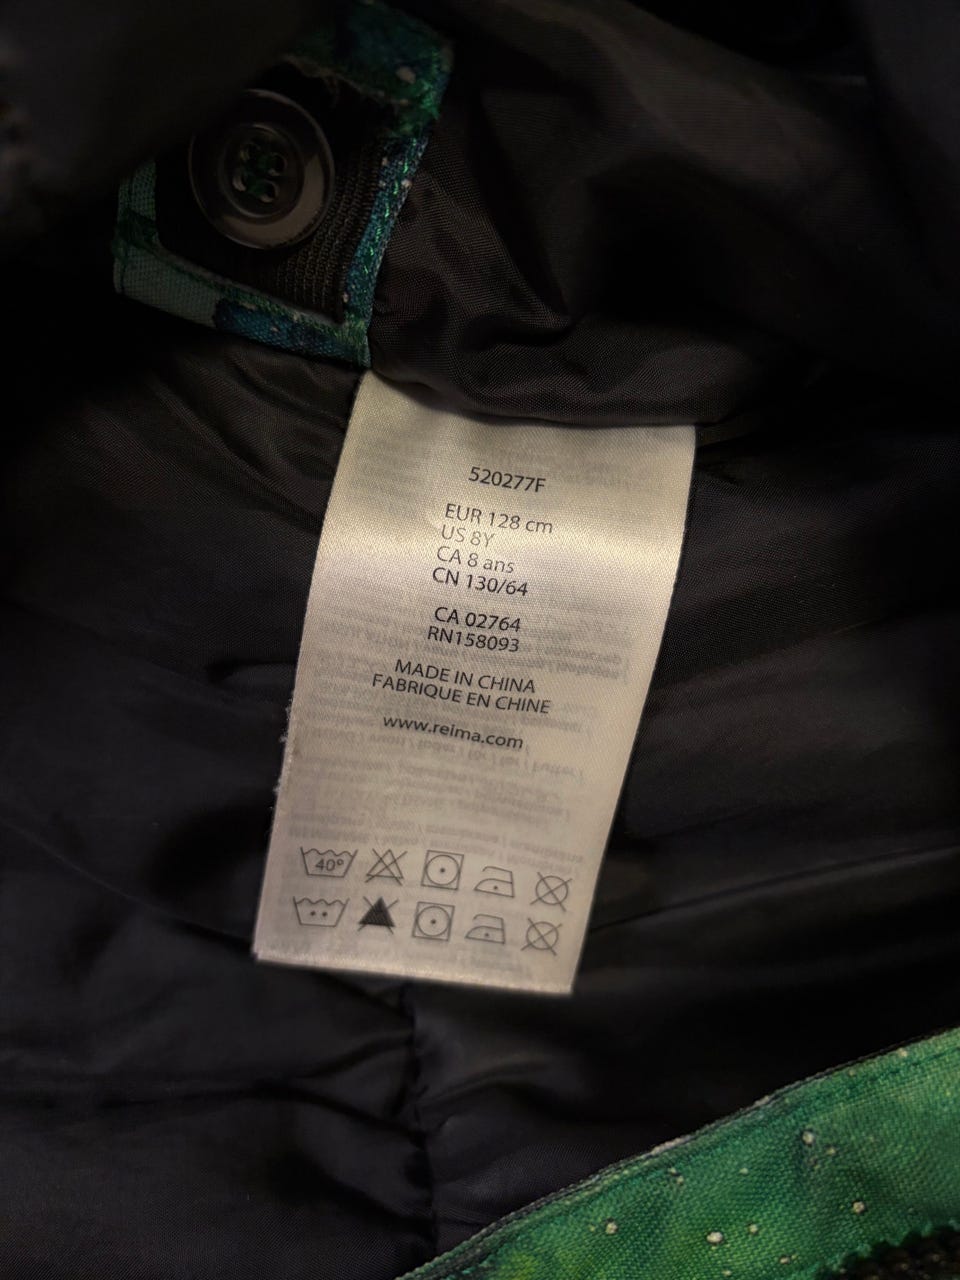 520277F
EUR 128 cm
US 8Y
CA 8 ans
CN 130/64
CA 02764
RN158093
MADE IN CHINA
FABRIQUE EN CHINE
www.reima.com
40°